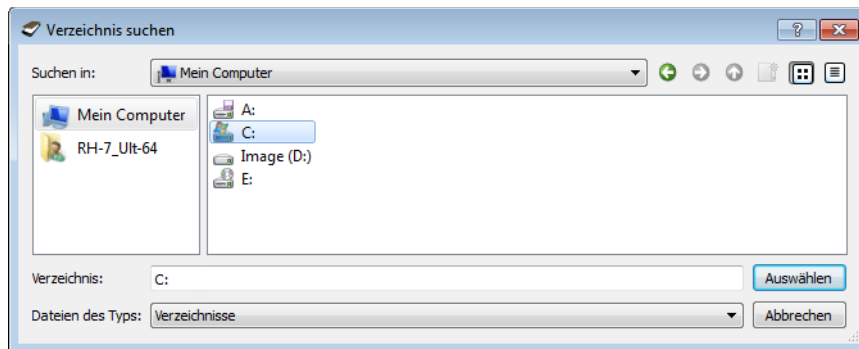 Verzeichnis suchen
Suchen in:
Mein Computer
Mein Computer
RH-7_Ult-64
A:
C:
Image (D:)
E:
Verzeichnis:
C:
Auswählen
Dateien des Typs:
Verzeichnisse
Abbrechen